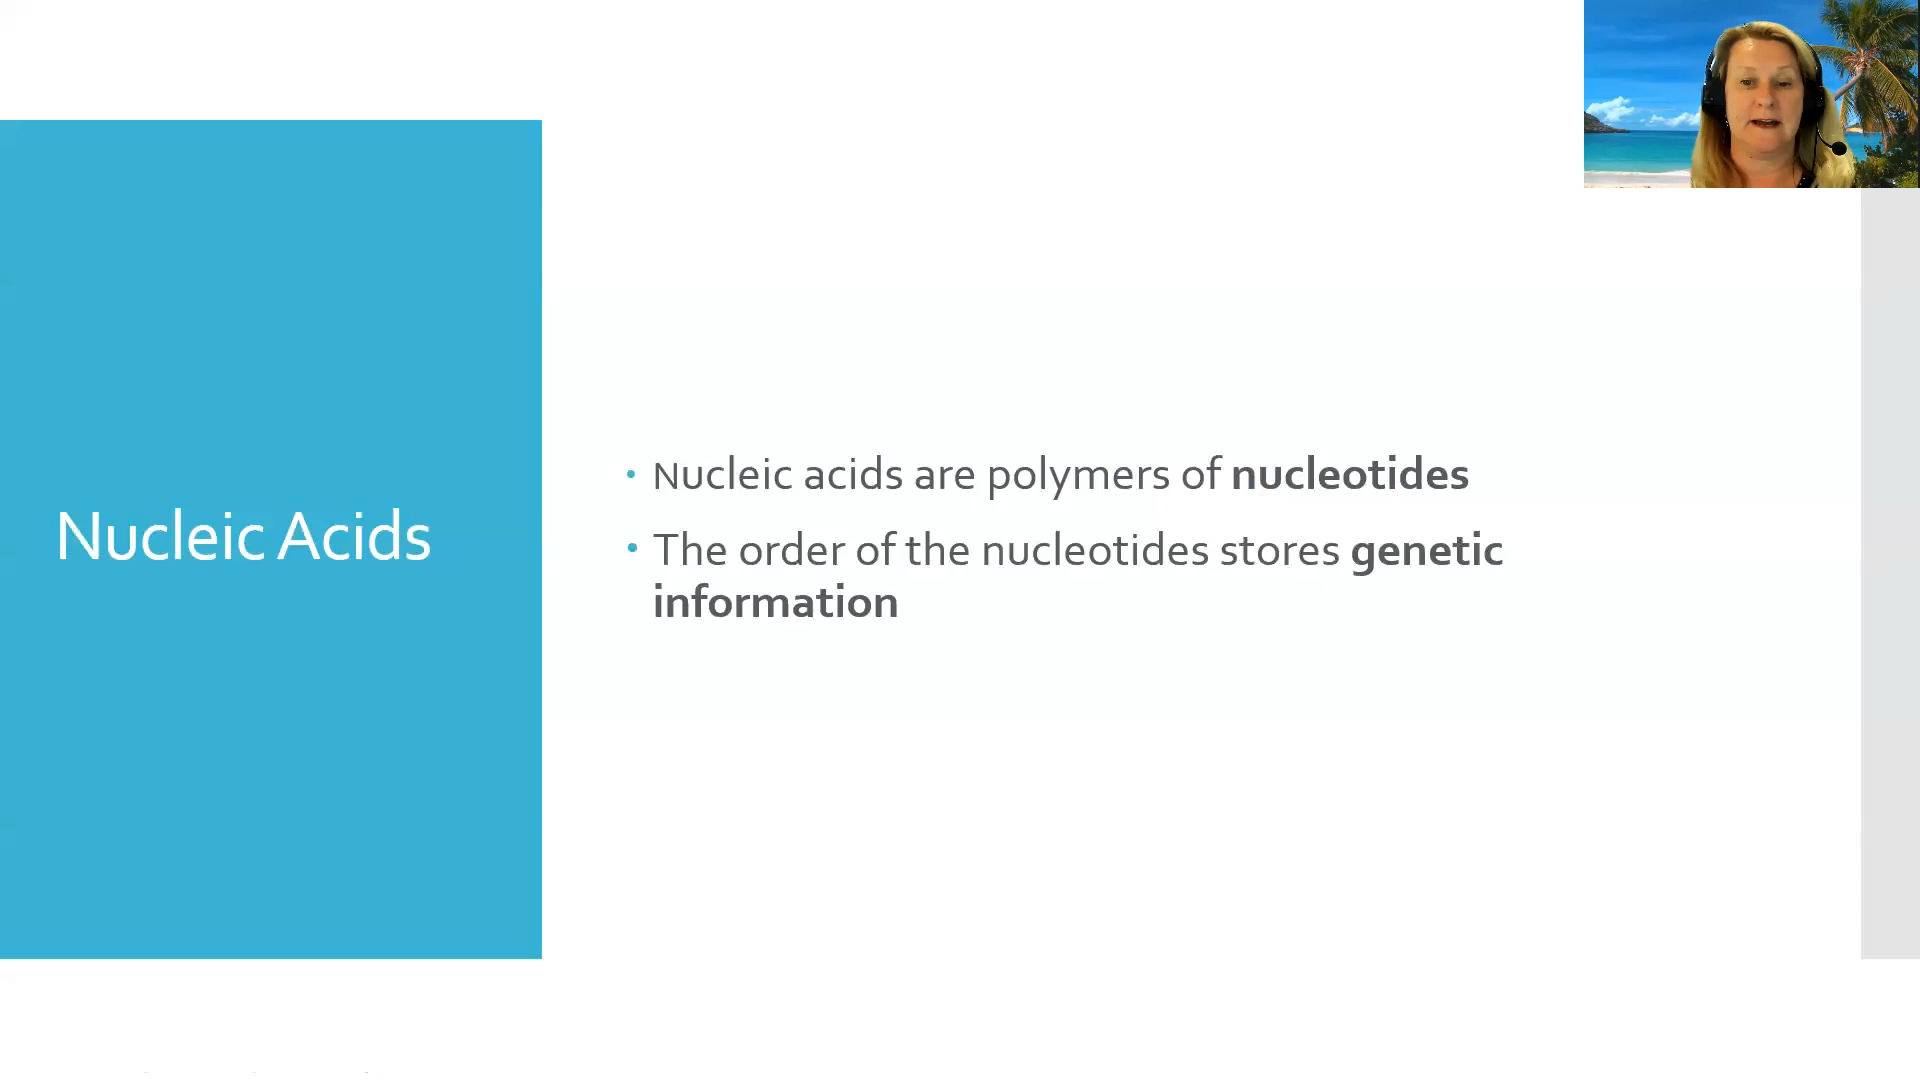 Nucleic Acids
• Nucleic acids are polymers of nucleotides
• The order of the nucleotides stores genetic
information